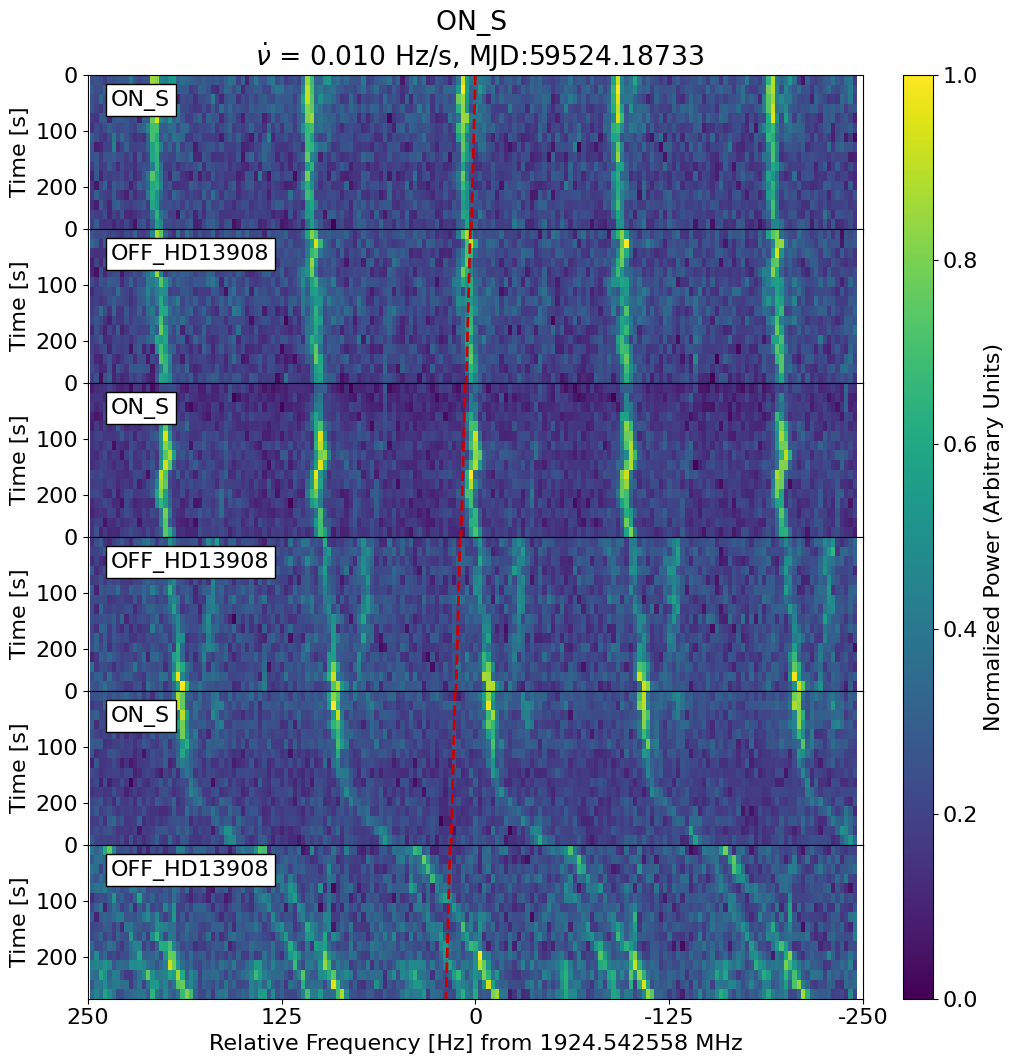 ON_S
ν̇ = 0.010 Hz/s, MJD:59524.18733
0
ON_S
100
200
Time [s]
0
OFF_HD13908
100
200
Time [s]
0
ON_S
100
200
Time [s]
0
OFF_HD13908
100
200
Time [s]
0
ON_S
100
200
Time [s]
0
OFF_HD13908
100
200
Time [s]
250 125 0 -125 -250
Relative Frequency [Hz] from 1924.542558 MHz
1.0
0.8
0.6
0.4
0.2
0.0
Normalized Power (Arbitrary Units)